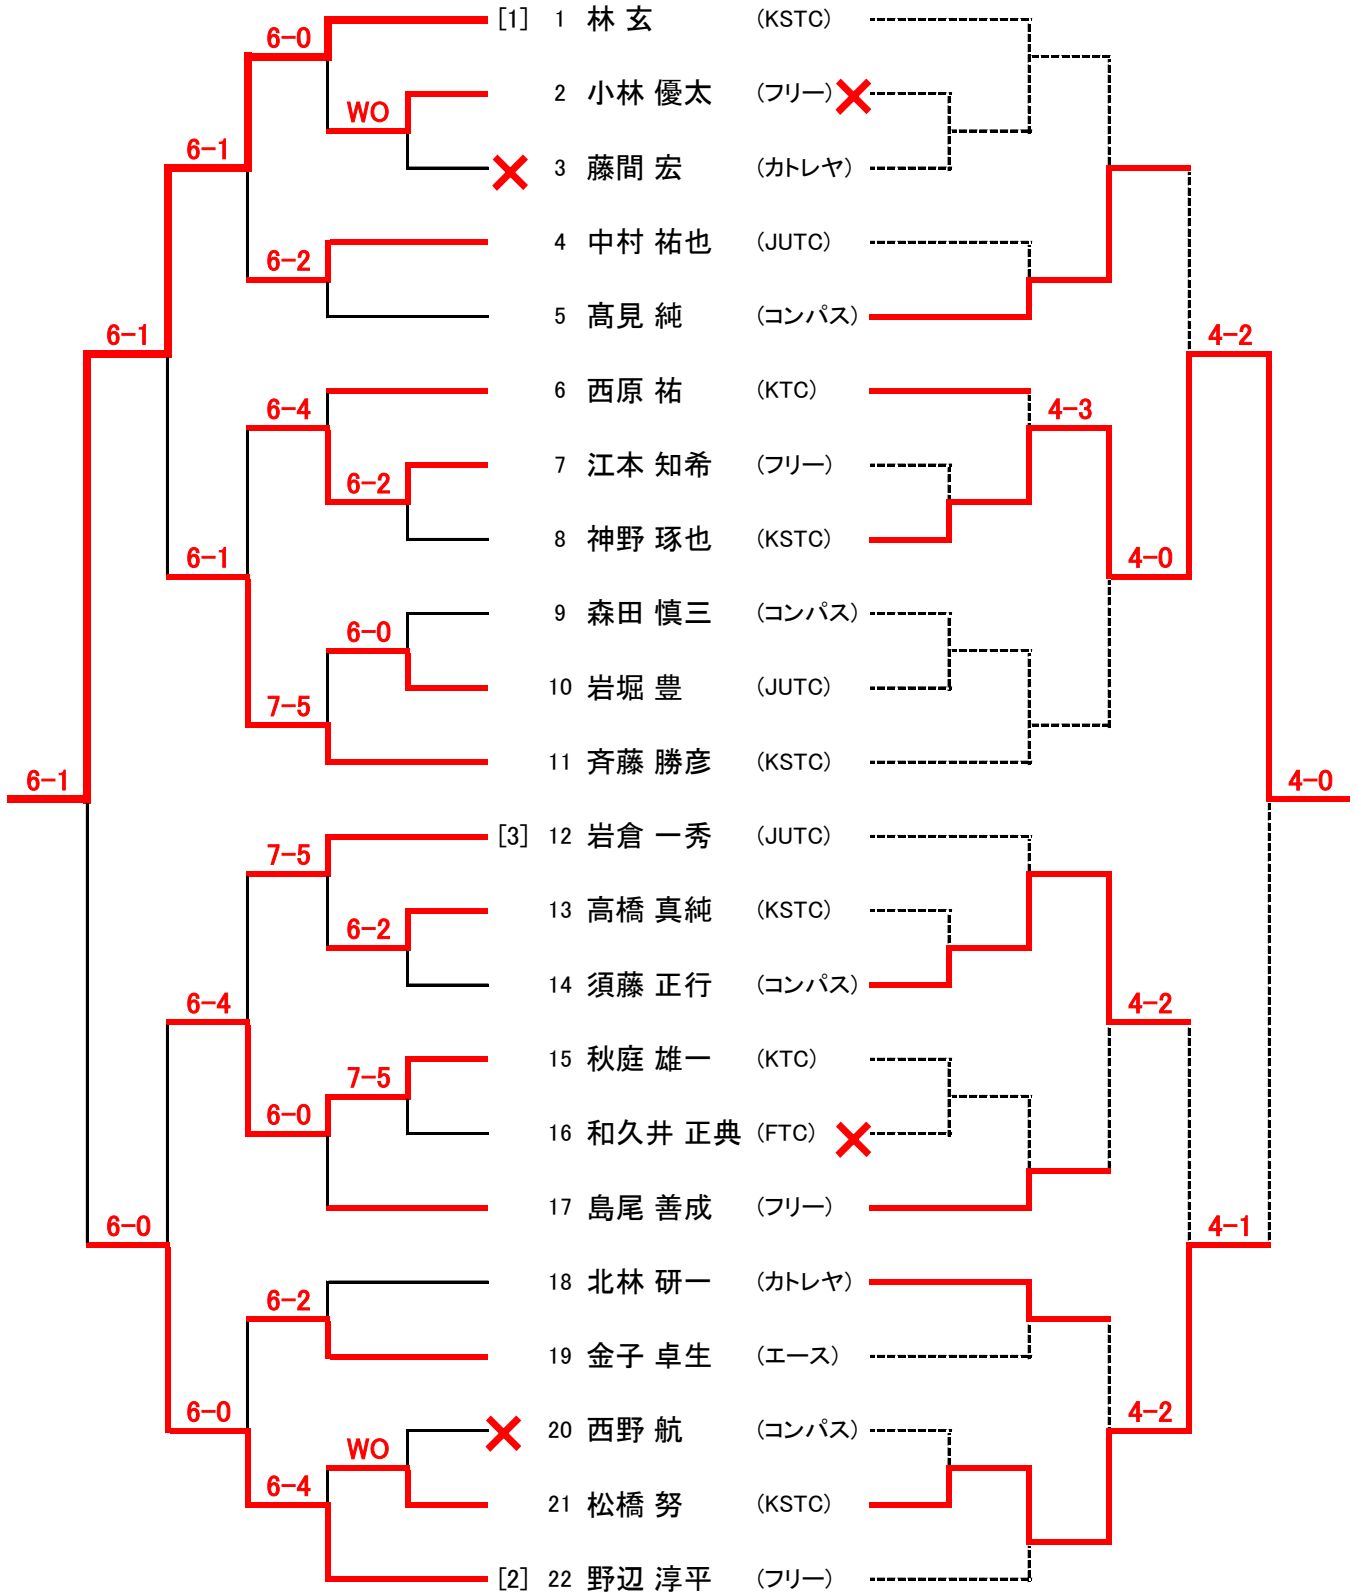 [1] 1 林 玄 (KSTC)
6-0
2 小林 優太 (フリー)
WO
6-1
3 藤間 宏 (カトレヤ)
4 中村 祐也 (JUTC)
6-2
5 髙見 純 (コンパス)
6-1 4-2
6 西原 祐 (KTC)
6-4 4-3
7 江本 知希 (フリー)
6-2
8 神野 琢也 (KSTC)
6-1 4-0
9 森田 慎三 (コンパス)
6-0
10 岩堀 豊 (JUTC)
7-5
11 斉藤 勝彦 (KSTC)
6-1 4-0
[3] 12 岩倉 一秀 (JUTC)
7-5
13 高橋 真純 (KSTC)
6-2
14 須藤 正行 (コンパス)
6-4 4-2
15 秋庭 雄一 (KTC)
7-5
6-0
16 和久井 正典 (FTC)
17 島尾 善成 (フリー)
6-0 4-1
18 北林 研一 (カトレヤ)
6-2
19 金子 卓生 (エース)
6-0 4-2
20 西野 航 (コンパス)
WO
6-4
21 松橋 努 (KSTC)
[2] 22 野辺 淳平 (フリー)